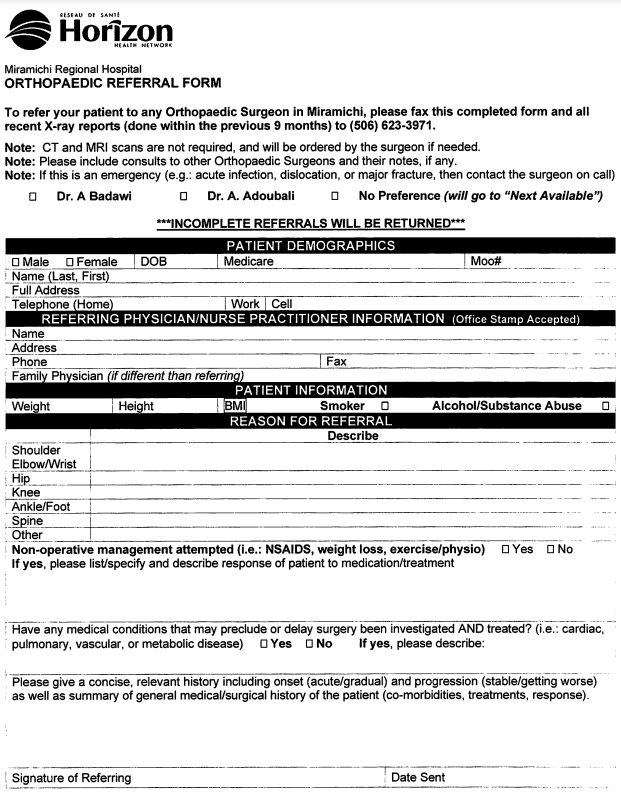 RÉSEAU DE SANTÉ
Horizon
HEALTH NETWORK
Miramichi Regional Hospital
ORTHOPAEDIC REFERRAL FORM
To refer your patient to any Orthopaedic Surgeon in Miramichi, please fax this completed form and all
recent X-ray reports (done within the previous 9 months) to (506) 623-3971.
Note: CT and MRI scans are not required, and will be ordered by the surgeon if needed.
Note: Please include consults to other Orthopaedic Surgeons and their notes, if any.
Note: If this is an emergency (e.g.: acute infection, dislocation, or major fracture, then contact the surgeon on call)
☐ Dr. A Badawi ☐ Dr. A. Adoubali ☐ No Preference (will go to “Next Available”)
***INCOMPLETE REFERRALS WILL BE RETURNED***
PATIENT DEMOGRAPHICS
☐ Male ☐ Female DOB Medicare Moo#
Name (Last, First)
Full Address
Telephone (Home) Work Cell
REFERRING PHYSICIAN/NURSE PRACTITIONER INFORMATION (Office Stamp Accepted)
Name
Address
Phone Fax
Family Physician (if different than referring)
PATIENT INFORMATION
Weight Height BMI Smoker ☐ Alcohol/Substance Abuse ☐
REASON FOR REFERRAL
Describe
Shoulder
Elbow/Wrist
Hip
Knee
Ankle/Foot
Spine
Other
Non-operative management attempted (i.e.: NSAIDS, weight loss, exercise/physio) ☐ Yes ☐ No
If yes, please list/specify and describe response of patient to medication/treatment
Have any medical conditions that may preclude or delay surgery been investigated AND treated? (i.e.: cardiac,
pulmonary, vascular, or metabolic disease) ☐ Yes ☐ No If yes, please describe:
Please give a concise, relevant history including onset (acute/gradual) and progression (stable/getting worse)
as well as summary of general medical/surgical history of the patient (co-morbidities, treatments, response).
Signature of Referring Date Sent